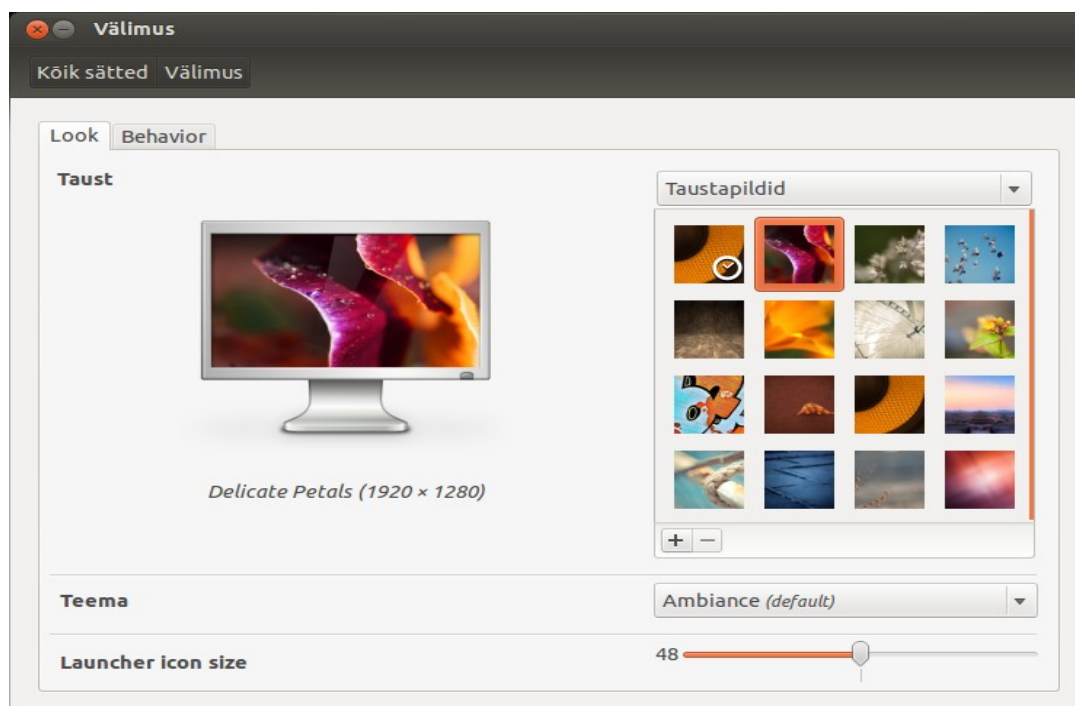 Välimus
Kõik sätted Välimus
Look Behavior
Taust
Taustapildid
Delicate Petals (1920 × 1280)
Teema
Ambiance (default)
Launcher icon size
48